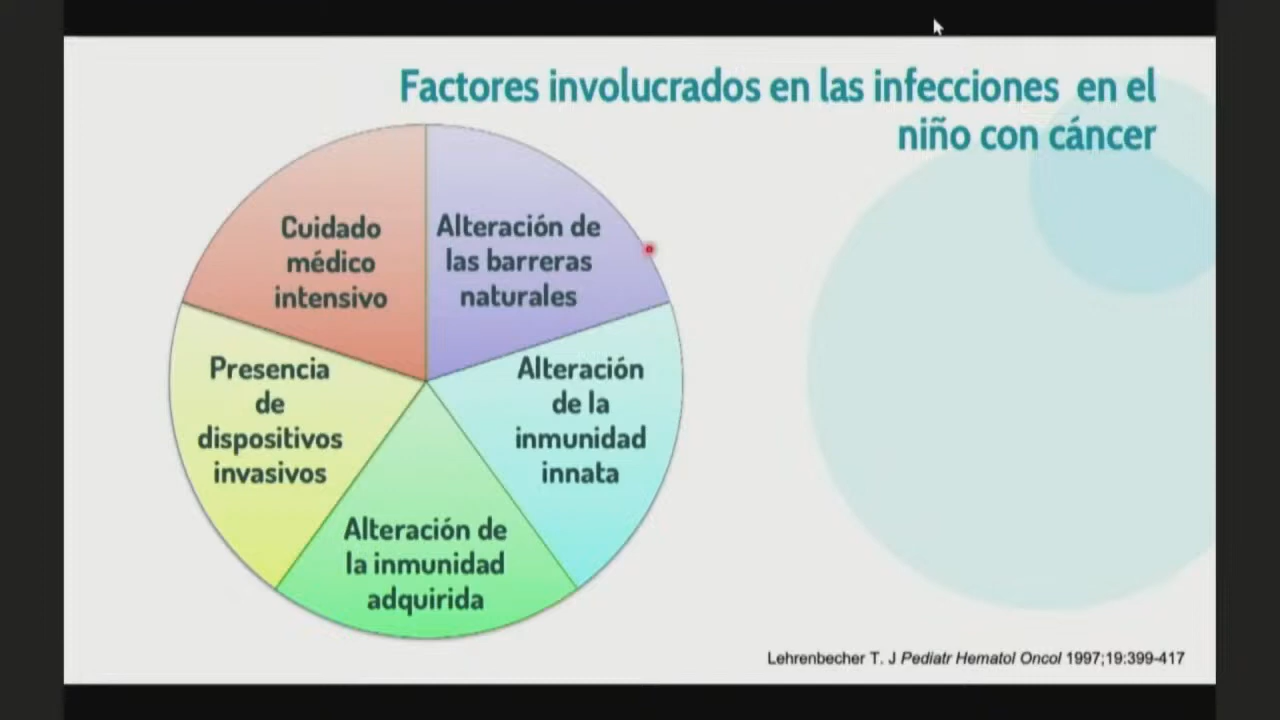 Factores involucrados en las infecciones en el
niño con cáncer
Cuidado
médico
intensivo
Alteración de
las barreras
naturales
Presencia
de
dispositivos
invasivos
Alteración
de la
inmunidad
innata
Alteración de
la inmunidad
adquirida
Lehrenbecher T. J Pediatr Hematol Oncol 1997;19:399-417